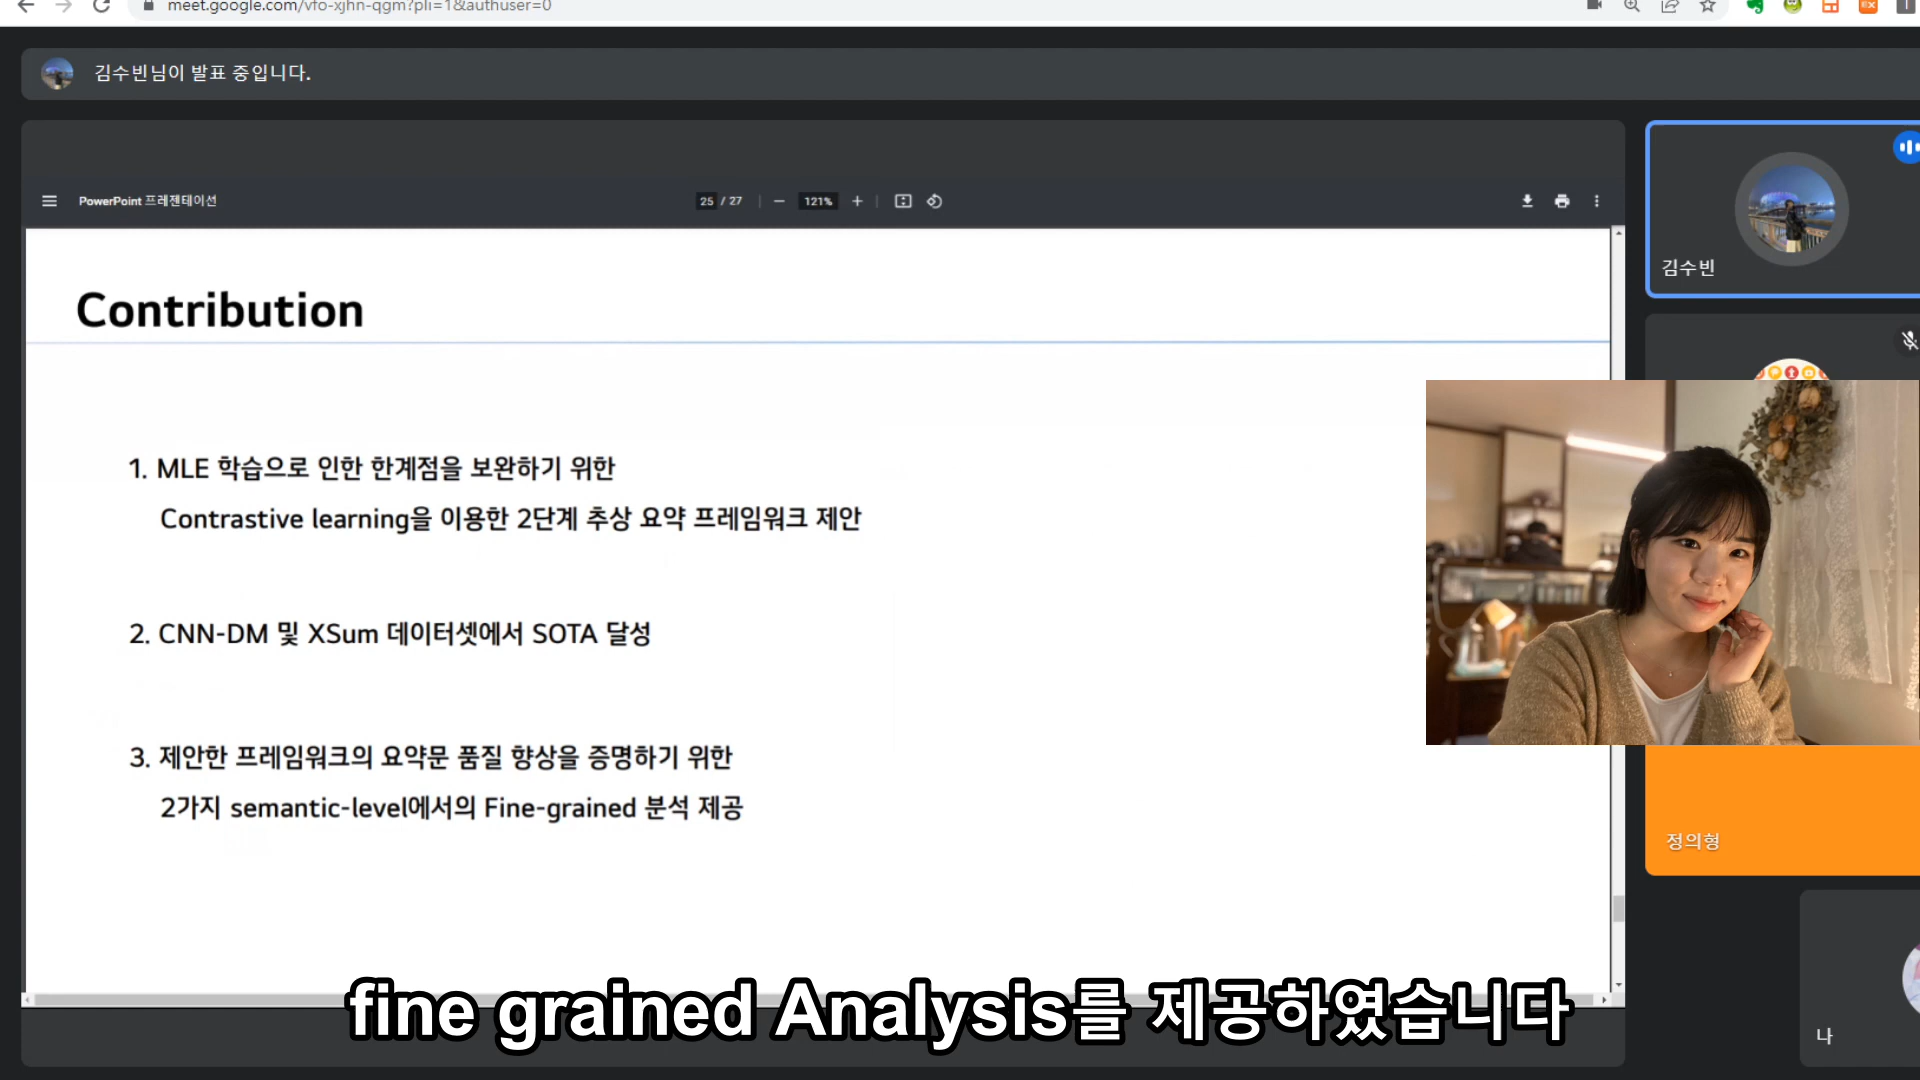 meet.google.com/vfo-xjhn-qgm?pli=1&authuser=0
김수빈님이 발표 중입니다.
PowerPoint 프레젠테이션
25 / 27
121%
김수빈
Contribution
1. MLE 학습으로 인한 한계점을 보완하기 위한
Contrastive learning을 이용한 2단계 추상 요약 프레임워크 제안
2. CNN-DM 및 XSum 데이터셋에서 SOTA 달성
3. 제안한 프레임워크의 요약문 품질 향상을 증명하기 위한
2가지 semantic-level에서의 Fine-grained 분석 제공
정의형
fine grained Analysis를 제공하였습니다
나